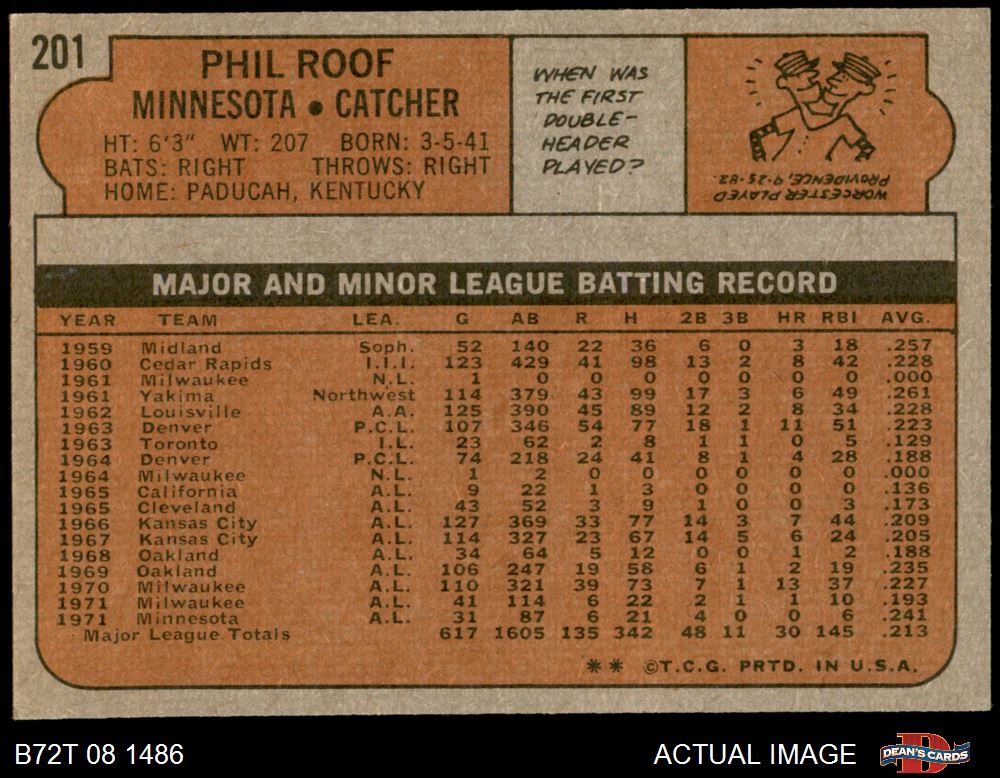 201
PHIL ROOF
MINNESOTA • CATCHER
HT: 6'3" WT: 207 BORN: 3-5-41
BATS: RIGHT THROWS: RIGHT
HOME: PADUCAH, KENTUCKY
WHEN WAS
THE FIRST
DOUBLE-
HEADER
PLAYED?
WORCESTER PLAYED
PROVIDENCE, 9-25-82.
MAJOR AND MINOR LEAGUE BATTING RECORD
YEAR TEAM LEA. G AB R H 2B 3B HR RBI AVG.
1959 Midland Soph. 52 140 22 36 6 0 3 18 .257
1960 Cedar Rapids I.I.I. 123 429 41 98 13 2 8 42 .228
1961 Milwaukee N.L. 1 0 0 0 0 0 0 0 .000
1961 Yakima Northwest 114 379 43 99 17 3 6 49 .261
1962 Louisville A.A. 125 390 45 89 12 2 8 34 .228
1963 Denver P.C.L. 107 346 54 77 18 1 11 51 .223
1963 Toronto I.L. 23 62 2 8 1 1 0 5 .129
1964 Denver P.C.L. 74 218 24 41 8 1 4 28 .188
1964 Milwaukee N.L. 1 2 0 0 0 0 0 0 .000
1965 California A.L. 9 22 1 3 0 0 0 0 .136
1965 Cleveland A.L. 43 52 3 9 1 0 0 3 .173
1966 Kansas City A.L. 127 369 33 77 14 3 7 44 .209
1967 Kansas City A.L. 114 327 23 67 14 5 6 24 .205
1968 Oakland A.L. 34 64 5 12 0 0 1 2 .188
1969 Oakland A.L. 106 247 19 58 6 1 2 19 .235
1970 Milwaukee A.L. 110 321 39 73 7 1 13 37 .227
1971 Milwaukee A.L. 41 114 6 22 2 1 1 10 .193
1971 Minnesota A.L. 31 87 6 21 4 0 0 6 .241
Major League Totals 617 1605 135 342 48 11 30 145 .213
** ©T.C.G. PRTD. IN U.S.A.
B72T 08 1486
ACTUAL IMAGE
D
DEAN'S CARDS